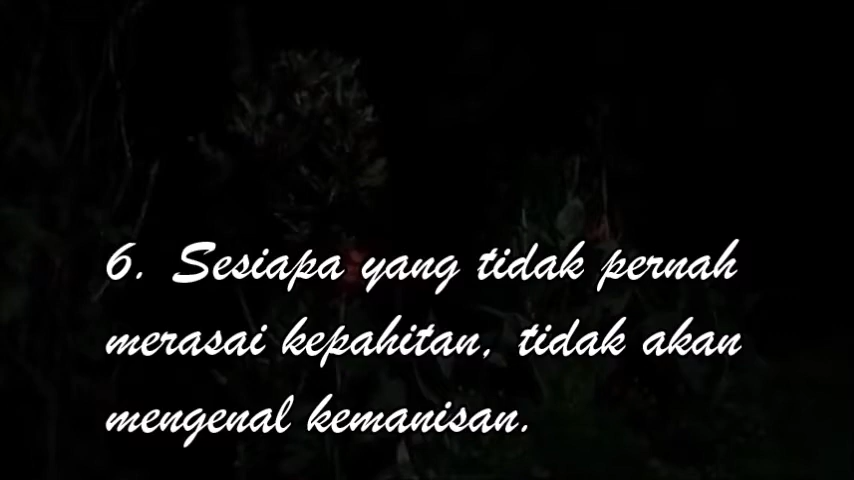 6. Sesiapa yang tidak pernah
merasai kepahitan, tidak akan
mengenal kemanisan.